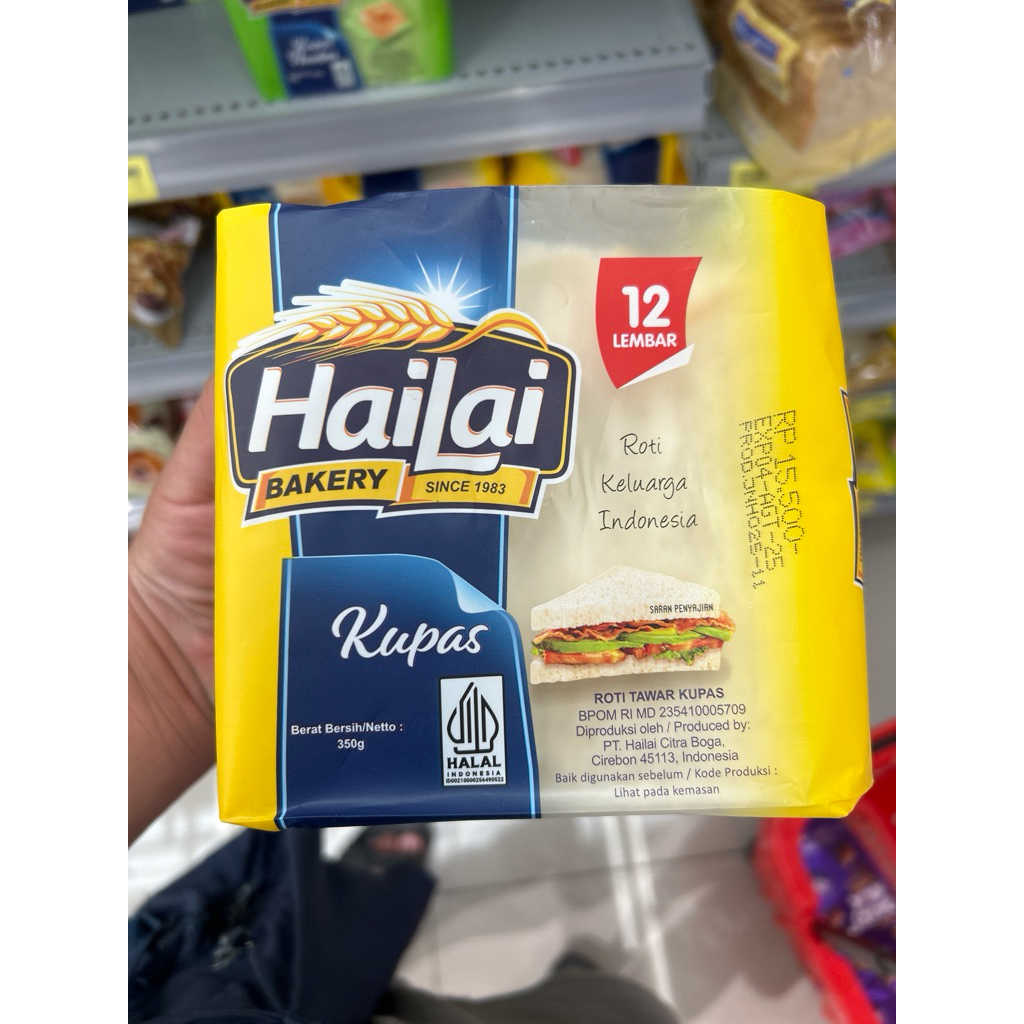 HaiLai
BAKERY
SINCE 1983
Kupas
Berat Bersih/Netto :
350g
HALAL
INDONESIA
ID00210000256490522
12
LEMBAR
Roti
Keluarga
Indonesia
SARAN PENYAJIAN
ROTI TAWAR KUPAS
BPOM RI MD 235410005709
Diproduksi oleh / Produced by:
PT. Hailai Citra Boga,
Cirebon 45113, Indonesia
Baik digunakan sebelum / Kode Produksi :
Lihat pada kemasan
RP 15.500-
EXP04-AGT-25